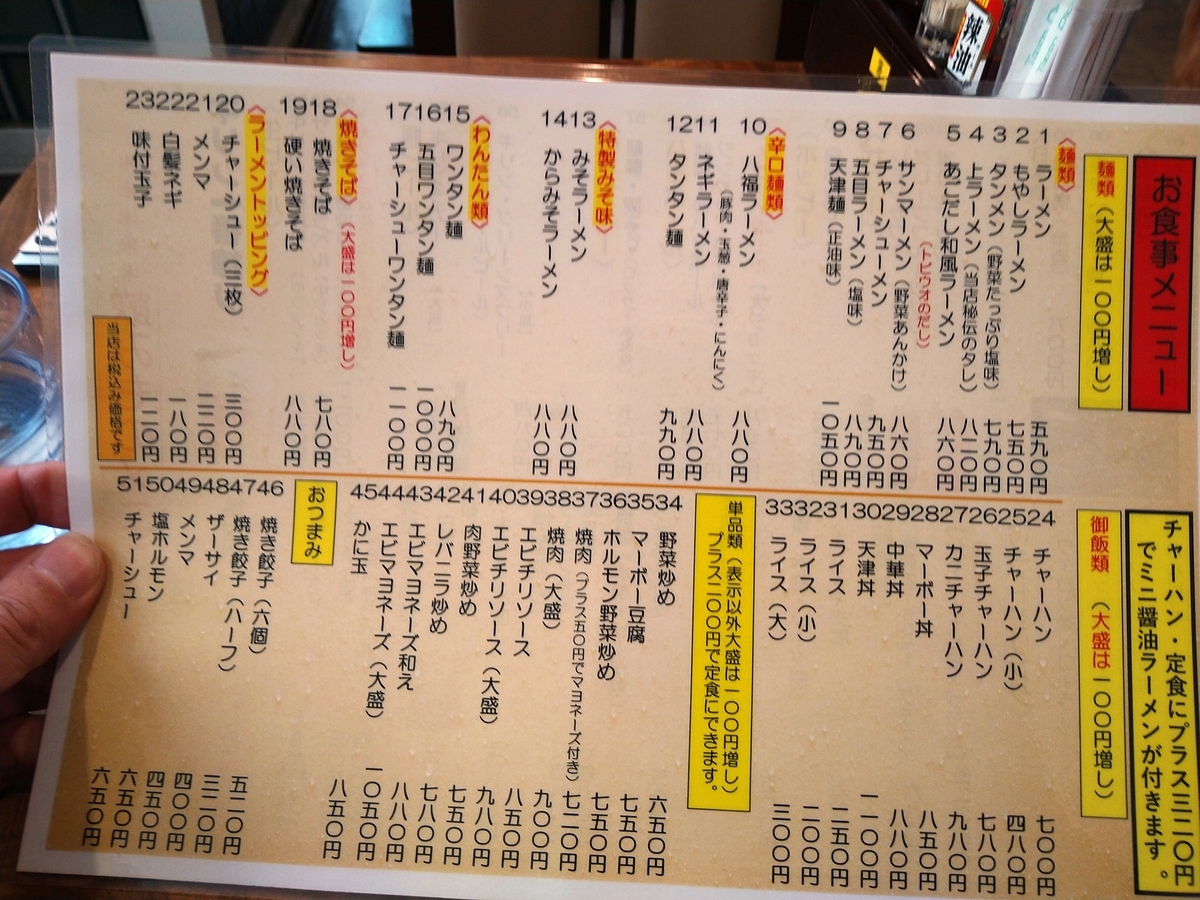 お食事メニュー
麺類（大盛は一〇〇円増し）
〈麺類〉
1 ラーメン 五九〇円
2 もやしラーメン 七五〇円
3 タンメン（野菜たっぷり塩味） 七九〇円
4 上ラーメン（当店秘伝のタレ） 八二〇円
5 あごだし和風ラーメン 八六〇円
（トビウオのだし）
6 サンマーメン（野菜あんかけ） 八六〇円
7 チャーシューメン 九五〇円
8 五目ラーメン（塩味） 八九〇円
9 天津麺（正油味） 一〇五〇円
〈辛口麺類〉
10 八福ラーメン 八八〇円
（豚肉・玉葱・唐辛子・にんにく）
11 ネギラーメン 八八〇円
12 タンタン麺 九九〇円
〈特製みそ味〉
13 みそラーメン 八八〇円
14 からみそラーメン 八八〇円
〈わんたん類〉
15 ワンタン麺 八九〇円
16 五目ワンタン麺 一〇〇〇円
17 チャーシューワンタン麺 一一〇〇円
〈焼きそば〉（大盛は一〇〇円増し）
18 焼きそば 七八〇円
19 硬い焼きそば 八八〇円
〈ラーメントッピング〉
20 チャーシュー（三枚） 三〇〇円
21 メンマ 二二〇円
22 白髪ネギ 一八〇円
23 味付玉子 一二〇円
当店は税込み価格です
チャーハン・定食にプラス三二〇円
でミニ醤油ラーメンが付きます。
御飯類（大盛は一〇〇円増し）
24 チャーハン 七〇〇円
25 チャーハン（小） 四八〇円
26 玉子チャーハン 七八〇円
27 カニチャーハン 九八〇円
28 マーボー丼 八五〇円
29 中華丼 八八〇円
30 天津丼 一一〇〇円
31 ライス 二五〇円
32 ライス（小） 二〇〇円
33 ライス（大） 三〇〇円
単品類（表示以外大盛は一〇〇円増し）
プラス二〇〇円で定食にできます。
34 野菜炒め 六五〇円
35 マーボー豆腐 七五〇円
36 ホルモン野菜炒め 七五〇円
37 焼肉（プラス五〇円でマヨネーズ付き） 七二〇円
38 焼肉（大盛） 九〇〇円
39 エビチリソース 八五〇円
40 エビチリソース（大盛） 九八〇円
41 肉野菜炒め 七五〇円
42 レバニラ炒め 七八〇円
43 エビマヨネーズ和え 八八〇円
44 エビマヨネーズ（大盛） 一〇五〇円
45 かに玉 八五〇円
おつまみ
46 焼き餃子（六個） 五二〇円
47 焼き餃子（ハーフ） 三二〇円
48 ザーサイ 四〇〇円
49 メンマ 四五〇円
50 塩ホルモン 六五〇円
51 チャーシュー 六五〇円
辣油